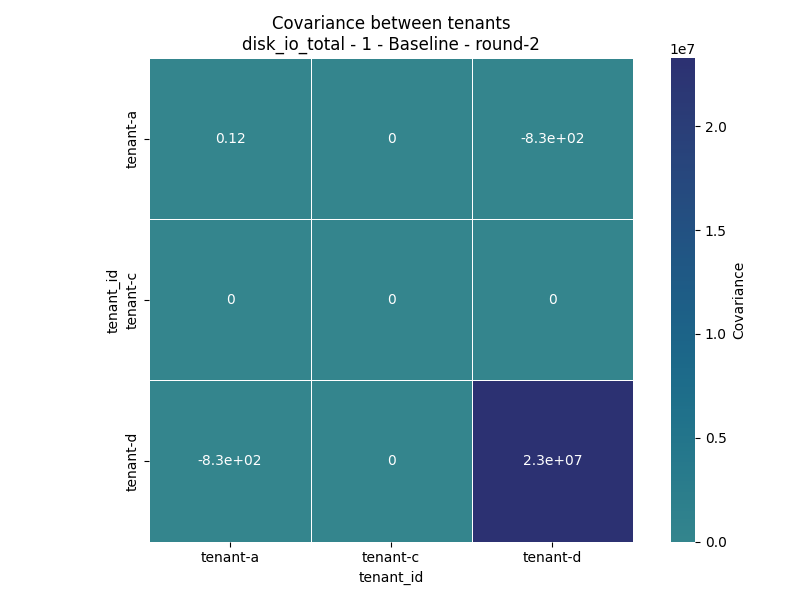 Covariance between tenants
disk_io_total - 1 - Baseline - round-2
1e7
tenant-a
0.12
0
-8.3e+02
2.0
1.5
tenant_id
tenant-c
0
0
0
Covariance
1.0
0.5
tenant-d
-8.3e+02
0
2.3e+07
0.0
tenant-a
tenant-c
tenant-d
tenant_id